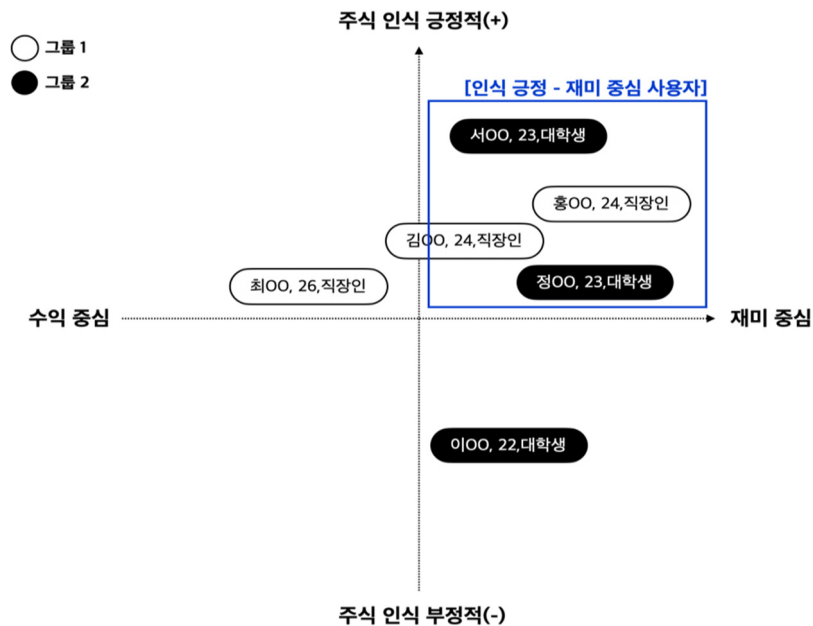 주식 인식 긍정적(+)
그룹 1
그룹 2
[인식 긍정 - 재미 중심 사용자]
서OO, 23,대학생
홍OO, 24,직장인
김OO, 24,직장인
최OO, 26,직장인
정OO, 23,대학생
수익 중심
재미 중심
이OO, 22,대학생
주식 인식 부정적(-)